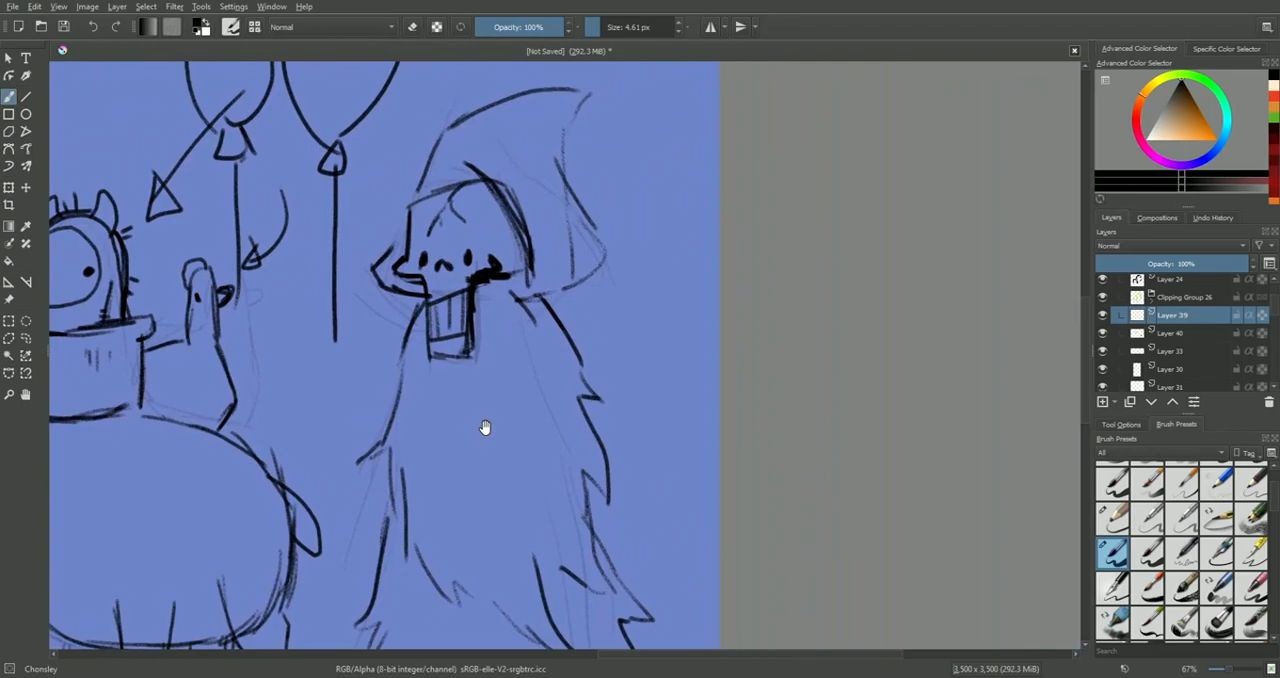 File Edit View Image Layer Select Filter Tools Settings Window Help
Normal Opacity: 100% Size: 4.61 px
[Not Saved] (292.3 MiB) *
Advanced Color Selector Specific Color Selector
Advanced Color Selector
Layers Compositions Undo History
Layers
Normal
Opacity: 100%
Layer 24
Clipping Group 26
Layer 39
Layer 40
Layer 33
Layer 30
Layer 31
Tool Options Brush Presets
Brush Presets
All Tag
Search
Chonsley RGB/Alpha (8-bit integer/channel) sRGB-elle-V2-srgbtrc.icc 3,500 x 3,500 (292.3 MiB) 67%